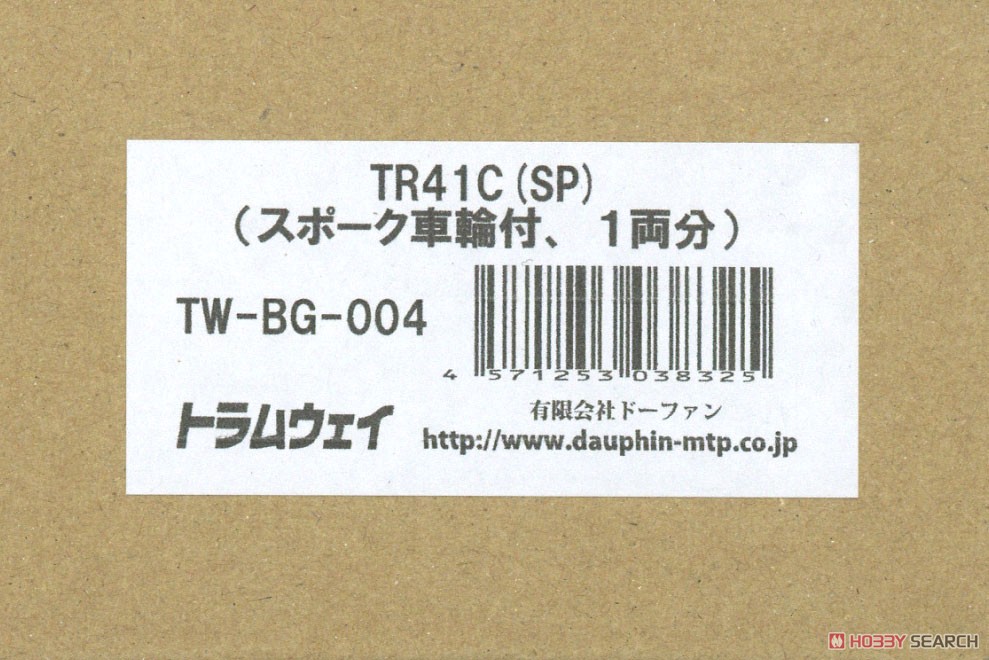 TR41C(SP)
（スポーク車輪付、１両分）
TW-BG-004
4 571253 038325
トラムウェイ
有限会社ドーファン
http://www.dauphin-mtp.co.jp
HOBBY SEARCH